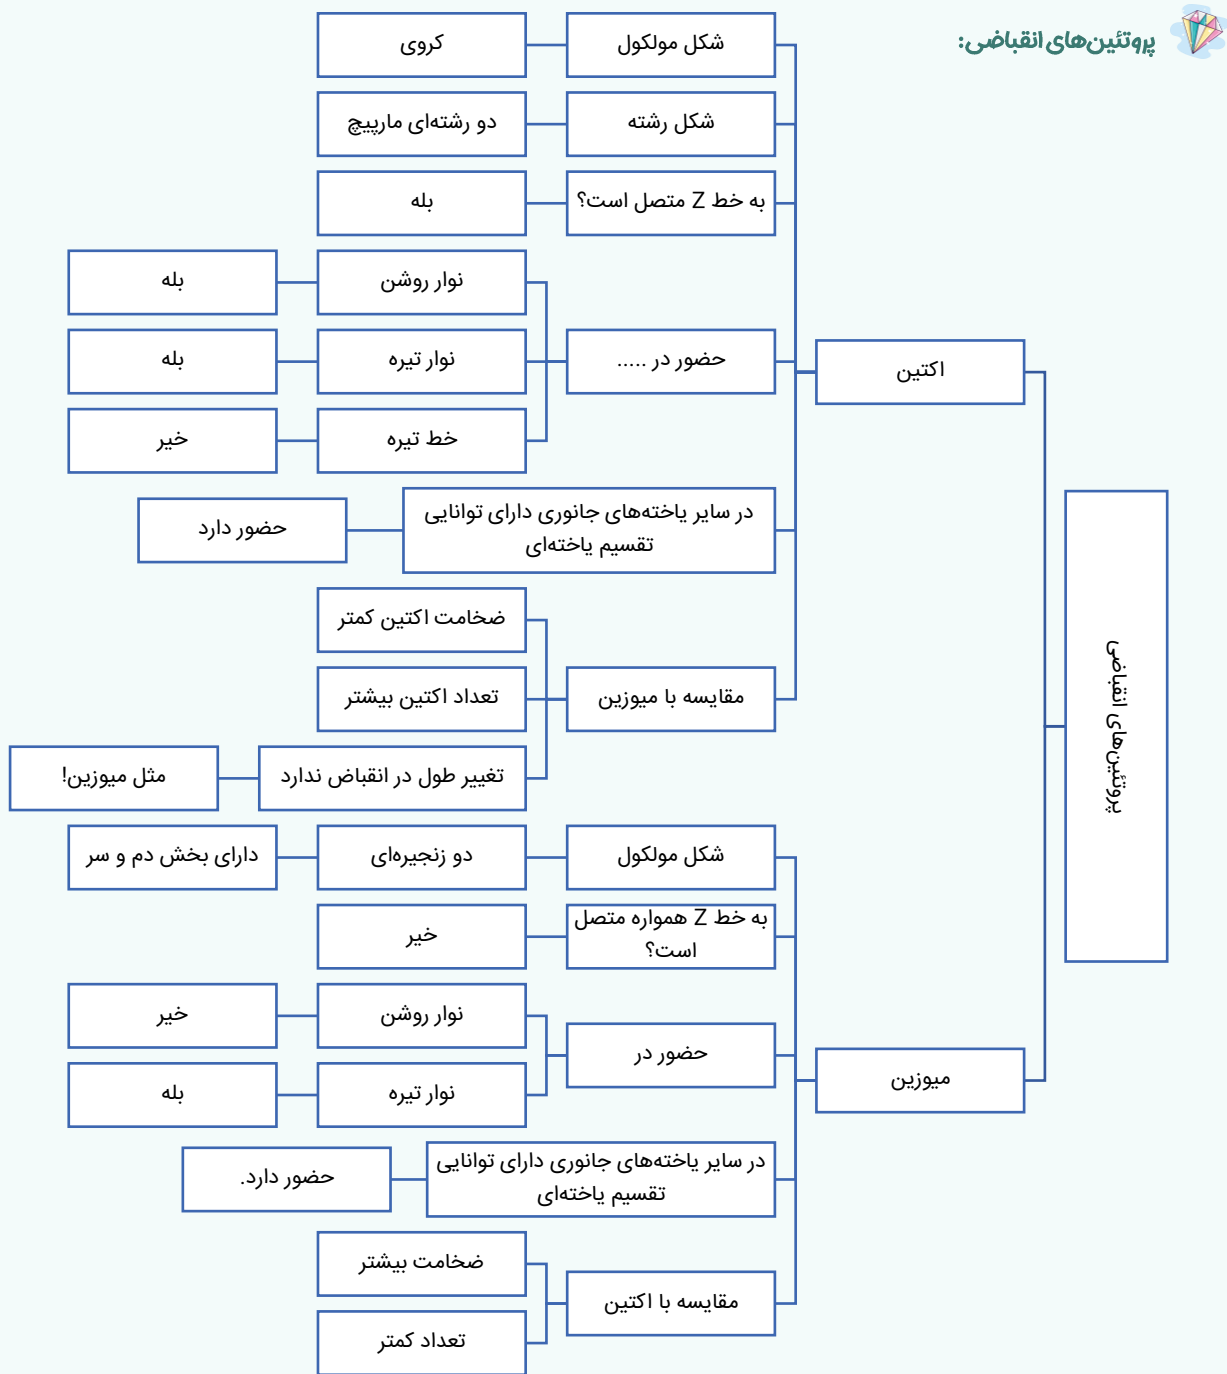 پروتئین‌های انقباضی:
پروتئین‌های انقباضی
اکتین
شکل مولکول
کروی
شکل رشته
دو رشته‌ای مارپیچ
به خط Z متصل است؟
بله
حضور در .....
نوار روشن
بله
نوار تیره
بله
خط تیره
خیر
در سایر یاخته‌های جانوری دارای توانایی
تقسیم یاخته‌ای
حضور دارد
مقایسه با میوزین
ضخامت اکتین کمتر
تعداد اکتین بیشتر
تغییر طول در انقباض ندارد
مثل میوزین!
میوزین
شکل مولکول
دو زنجیره‌ای
دارای بخش دم و سر
به خط Z همواره متصل
است؟
خیر
حضور در
نوار روشن
خیر
نوار تیره
بله
در سایر یاخته‌های جانوری دارای توانایی
تقسیم یاخته‌ای
حضور دارد.
مقایسه با اکتین
ضخامت بیشتر
تعداد کمتر